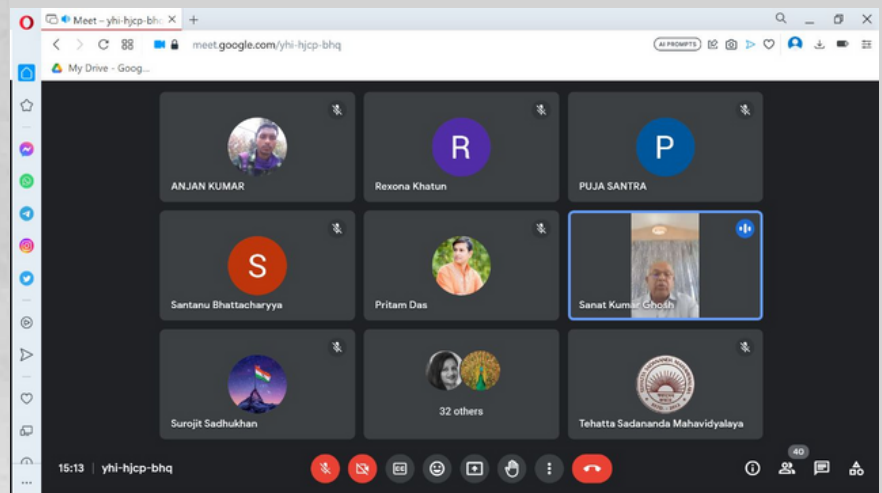 Meet – yhi-hjcp-bhq
meet.google.com/yhi-hjcp-bhq
AI PROMPTS
My Drive - Goog...
ANJAN KUMAR
R
Rexona Khatun
P
PUJA SANTRA
S
Santanu Bhattacharyya
Pritam Das
Sanat Kumar Ghosh
Surojit Sadhukhan
32 others
Tehatta Sadananda Mahavidyalaya
15:13 | yhi-hjcp-bhq
CC
40